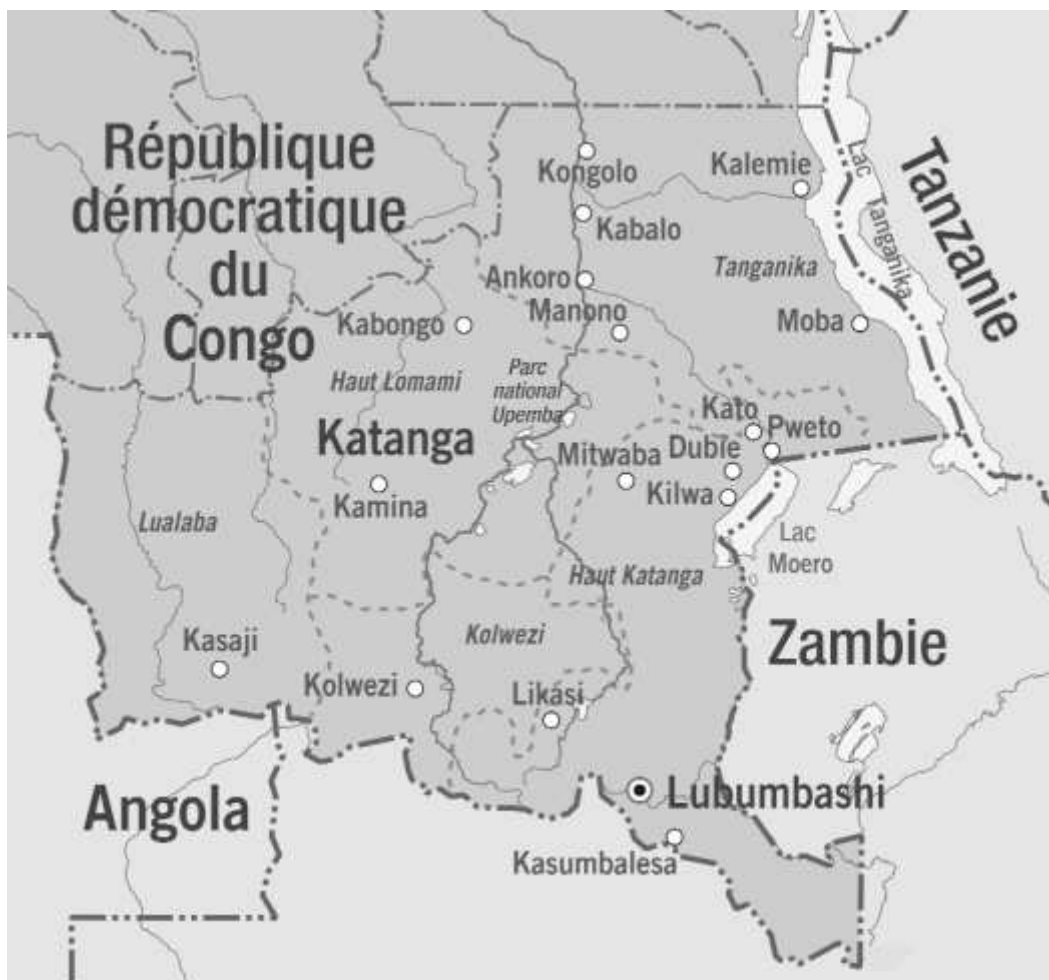 République
démocratique
du
Congo
Kongolo
Kalemie
Lac
Tanganika
Tanzanie
Kabalo
Tanganika
Ankoro
Manono
Moba
Kabongo
Haut Lomami
Parc
national
Upemba
Katanga
Kato
Pweto
Mitwaba
Dubie
Kilwa
Kamina
Lualaba
Lac
Moero
Haut Katanga
Kasaji
Kolwezi
Zambie
Kolwezi
Likasi
Angola
Lubumbashi
Kasumbalesa